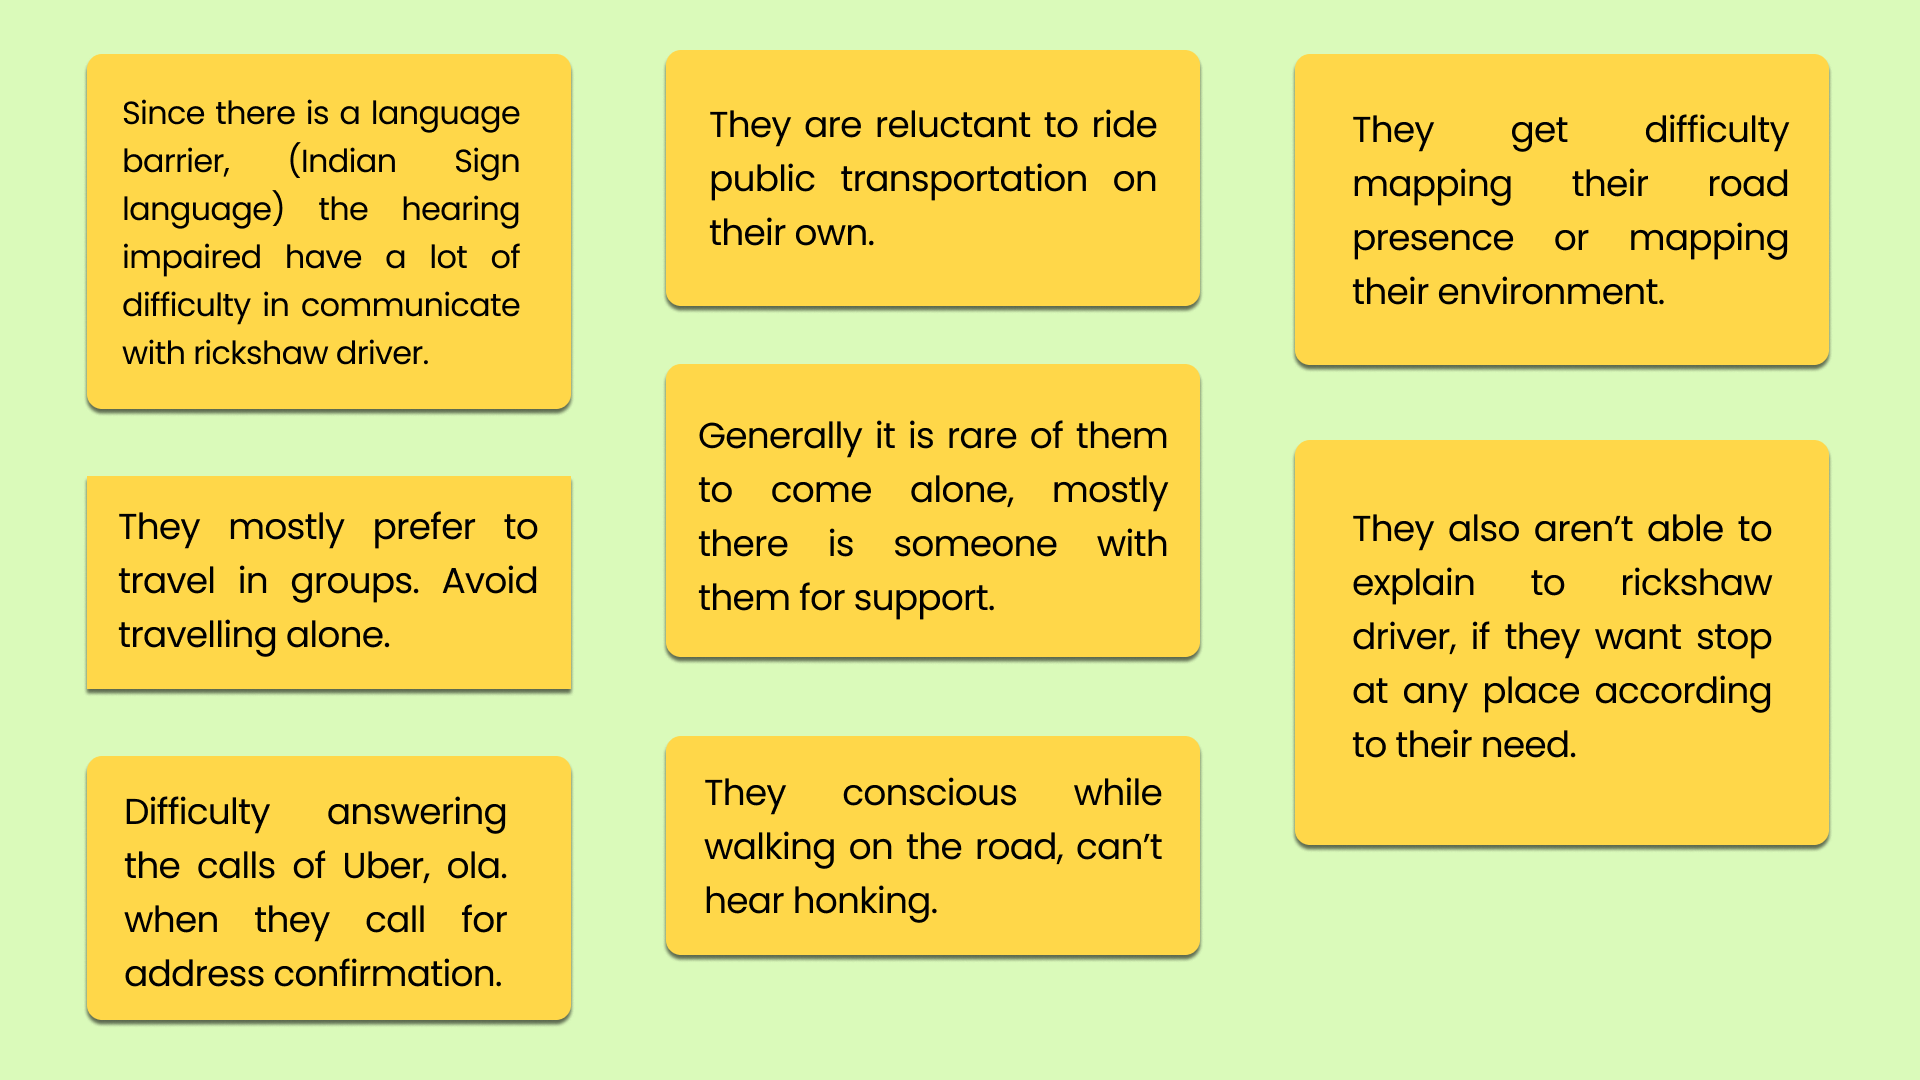 Since there is a language
barrier, (Indian Sign
language) the hearing
impaired have a lot of
difficulty in communicate
with rickshaw driver.
They mostly prefer to
travel in groups. Avoid
travelling alone.
Difficulty answering
the calls of Uber, ola.
when they call for
address confirmation.
They are reluctant to ride
public transportation on
their own.
Generally it is rare of them
to come alone, mostly
there is someone with
them for support.
They conscious while
walking on the road, can’t
hear honking.
They get difficulty
mapping their road
presence or mapping
their environment.
They also aren’t able to
explain to rickshaw
driver, if they want stop
at any place according
to their need.